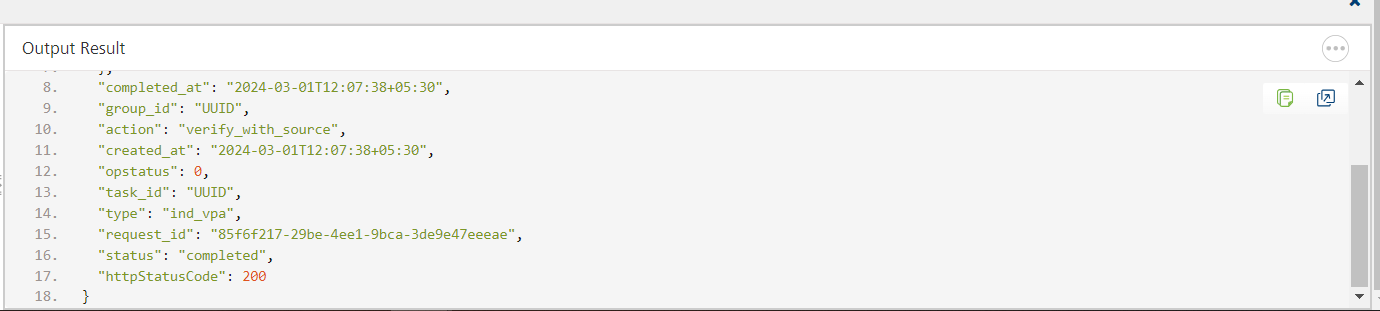 Output Result
8. "completed_at": "2024-03-01T12:07:38+05:30",
9. "group_id": "UUID",
10. "action": "verify_with_source",
11. "created_at": "2024-03-01T12:07:38+05:30",
12. "opstatus": 0,
13. "task_id": "UUID",
14. "type": "ind_vpa",
15. "request_id": "85f6f217-29be-4ee1-9bca-3de9e47eeeae",
16. "status": "completed",
17. "httpStatusCode": 200
18. }